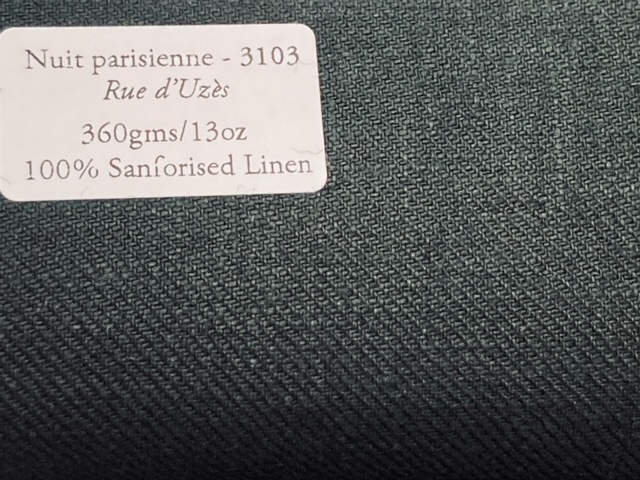 Nuit parisienne - 3103
Rue d'Uzès
360gms/13oz
100% Sanforised Linen